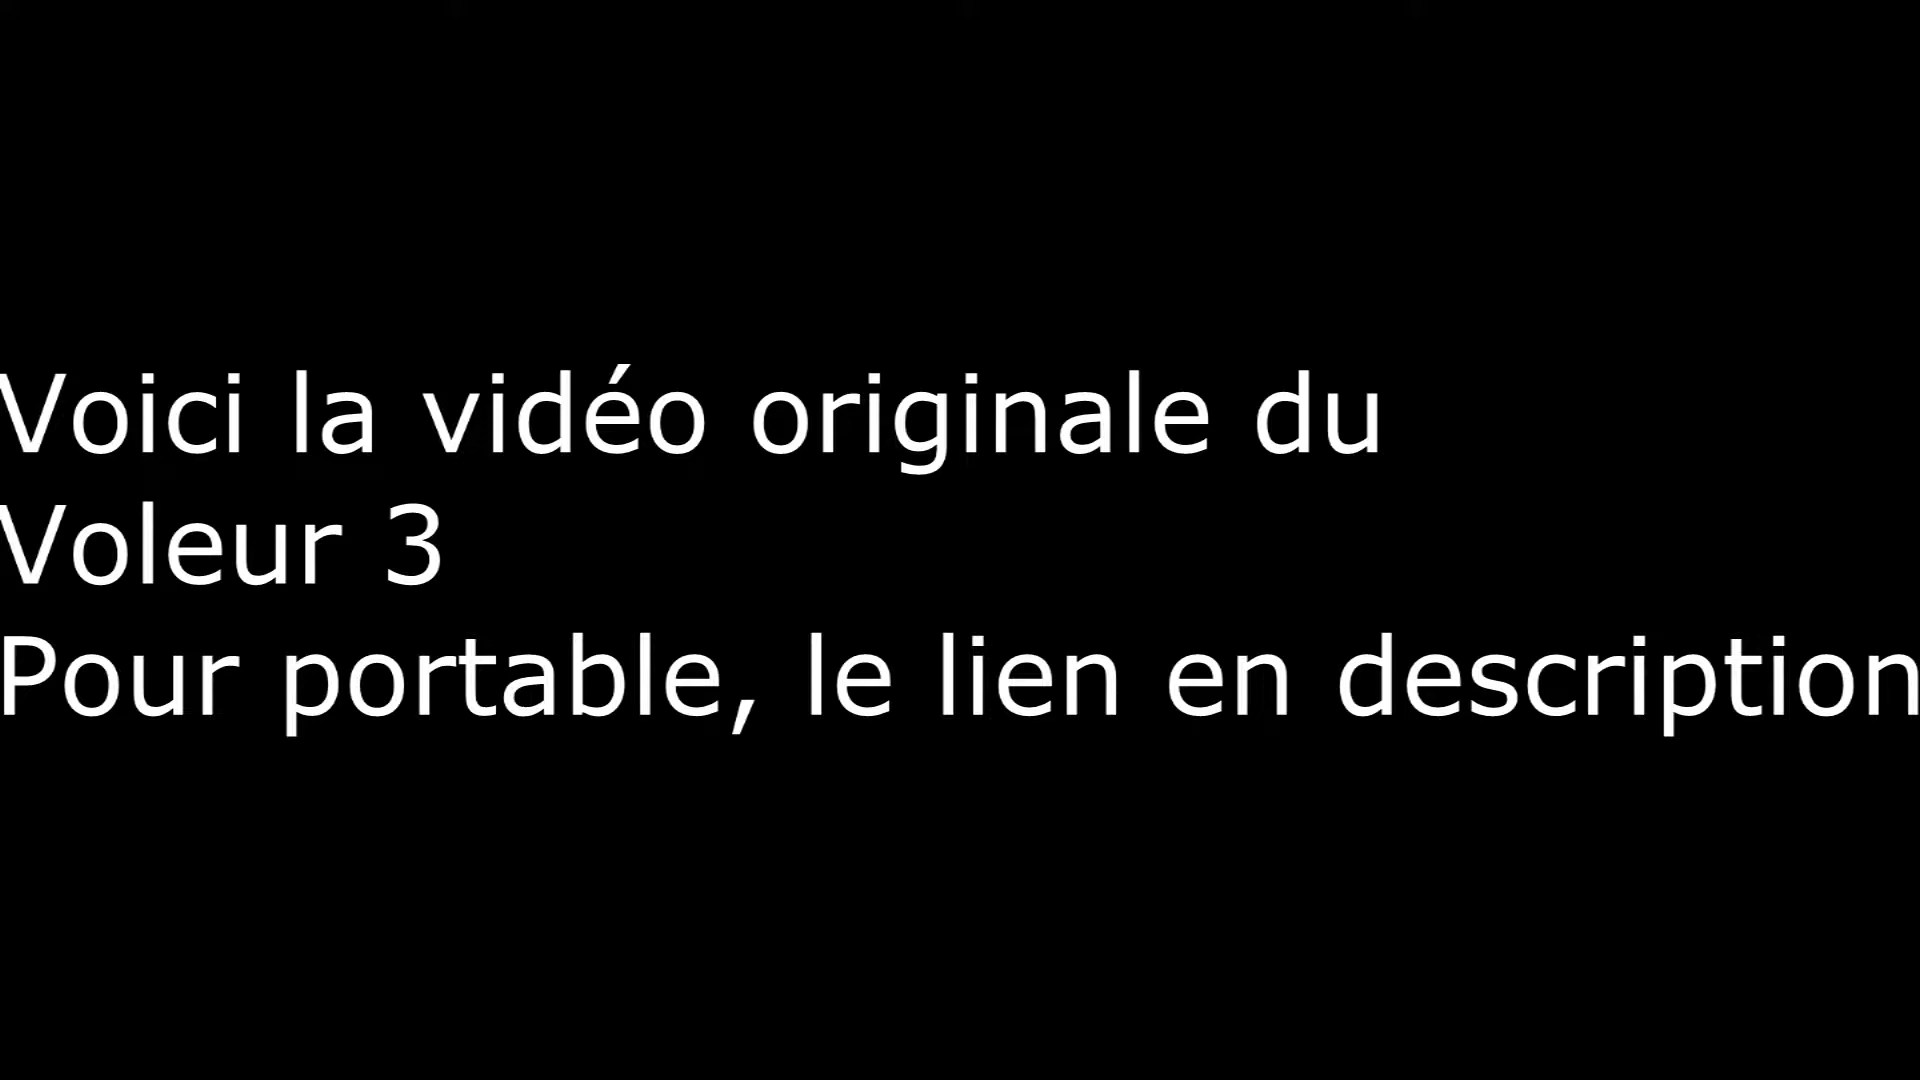 Voici la vidéo originale du
Voleur 3
Pour portable, le lien en description